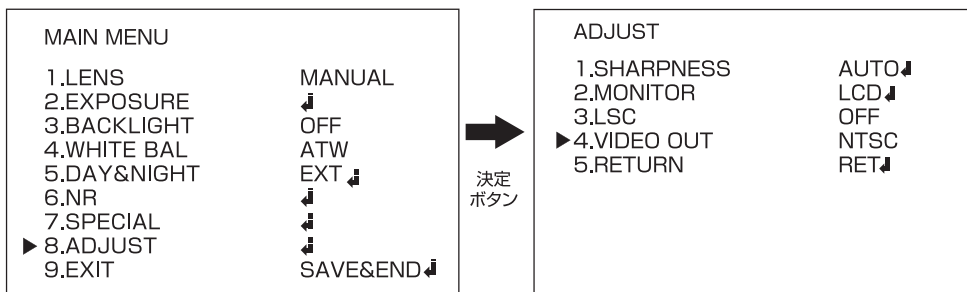 MAIN MENU
1.LENS MANUAL
2.EXPOSURE ↲
3.BACKLIGHT OFF
4.WHITE BAL ATW
5.DAY&NIGHT EXT↲
6.NR ↲
7.SPECIAL ↲
▶8.ADJUST ↲
9.EXIT SAVE&END↲
決定
ボタン
ADJUST
1.SHARPNESS AUTO↲
2.MONITOR LCD↲
3.LSC OFF
▶4.VIDEO OUT NTSC
5.RETURN RET↲